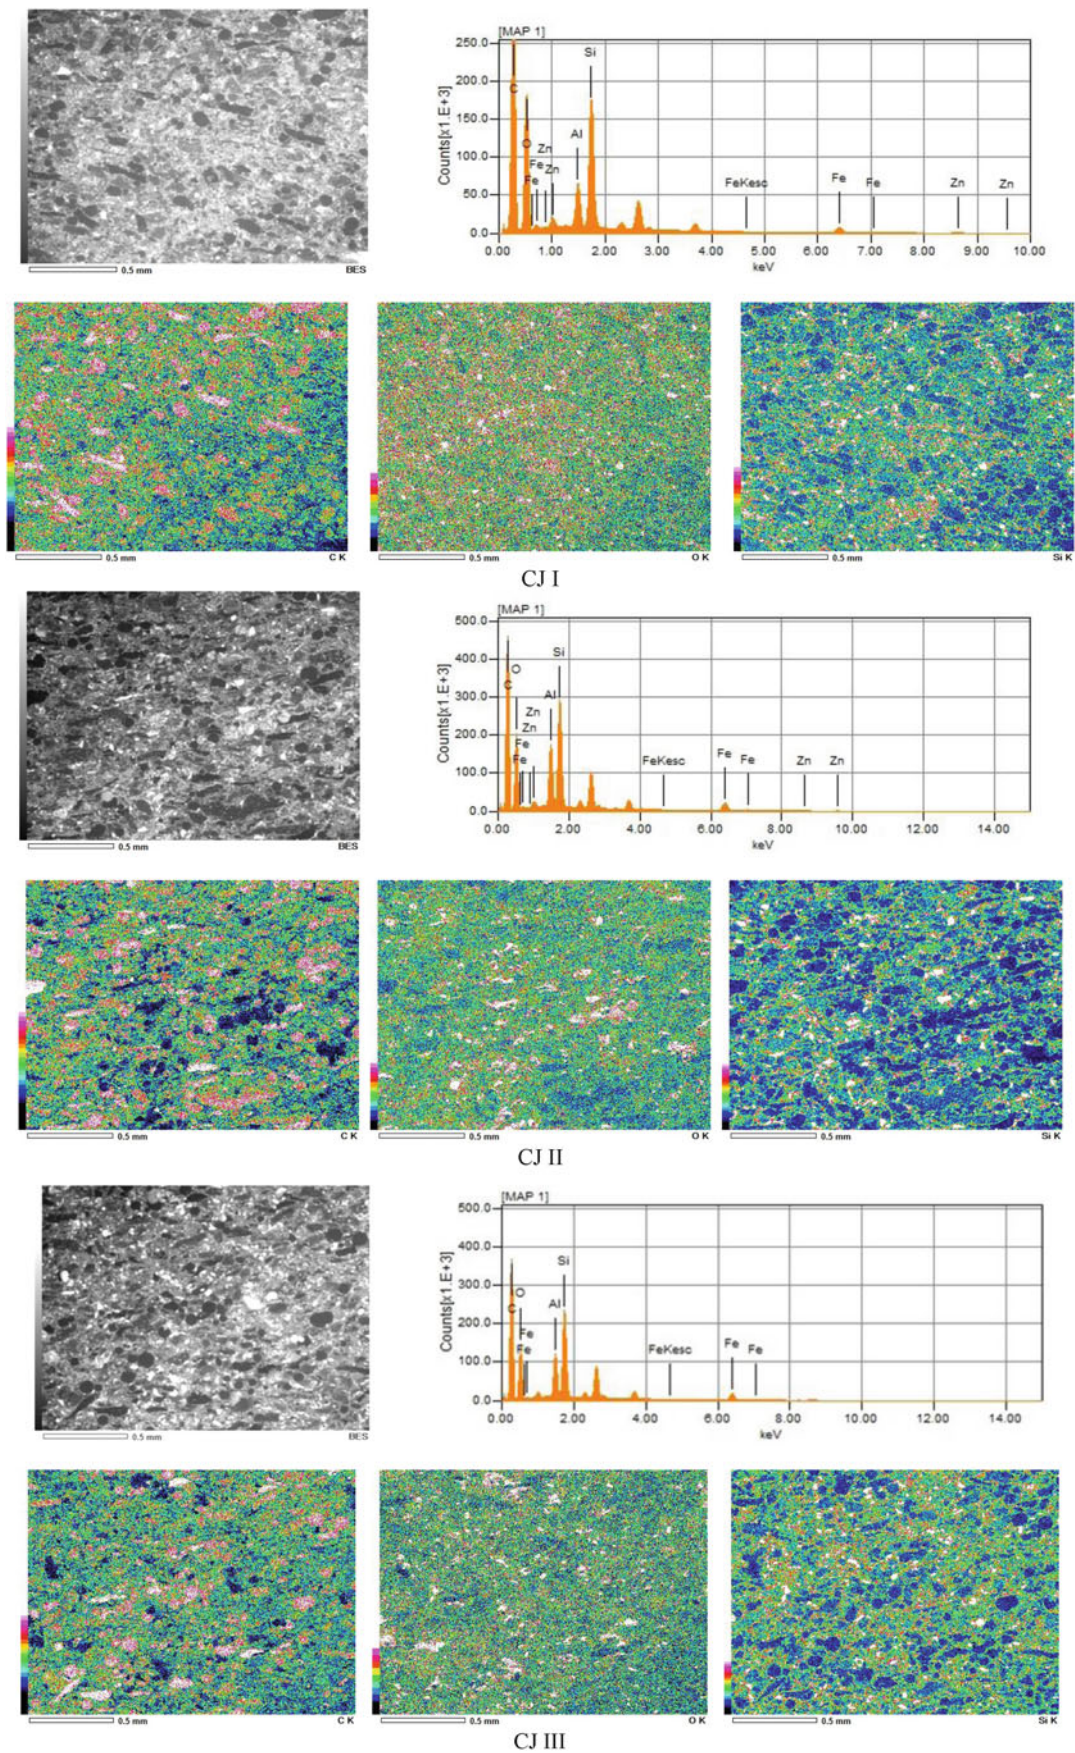 [MAP 1]
Counts[x1.E+3]
250.0
200.0
150.0
100.0
50.0
0.0
C
O
Fe
Fe
Zn
Zn
Al
Si
FeKesc
Fe
Fe
Zn
Zn
0.00 1.00 2.00 3.00 4.00 5.00 6.00 7.00 8.00 9.00 10.00
keV
0.5 mm BES
0.5 mm C K
0.5 mm O K
0.5 mm Si K
CJ I
[MAP 1]
Counts[x1.E+3]
500.0
400.0
300.0
200.0
100.0
0.0
C
O
Fe
Fe
Zn
Zn
Al
Si
FeKesc
Fe
Fe
Zn
Zn
0.00 2.00 4.00 6.00 8.00 10.00 12.00 14.00
keV
0.5 mm BES
0.5 mm C K
0.5 mm O K
0.5 mm Si K
CJ II
[MAP 1]
Counts[x1.E+3]
500.0
400.0
300.0
200.0
100.0
0.0
C
O
Fe
Fe
Al
Si
FeKesc
Fe
Fe
0.00 2.00 4.00 6.00 8.00 10.00 12.00 14.00
keV
0.5 mm BES
0.5 mm C K
0.5 mm O K
0.5 mm Si K
CJ III